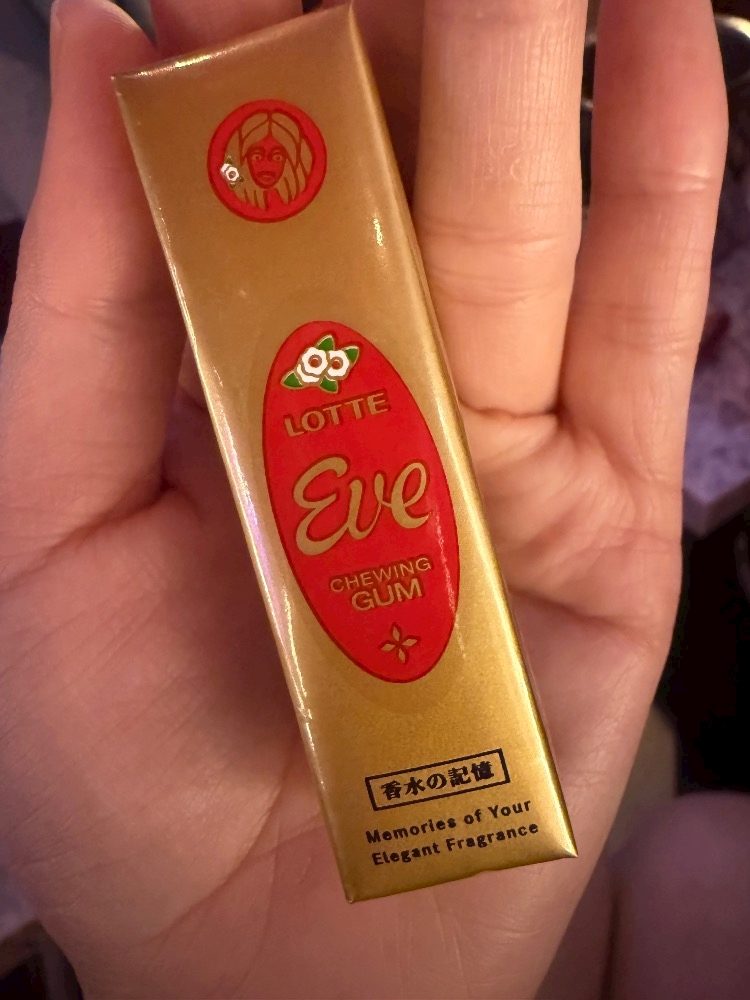 LOTTE
Eve
CHEWING
GUM
香水の記憶
Memories of Your
Elegant Fragrance